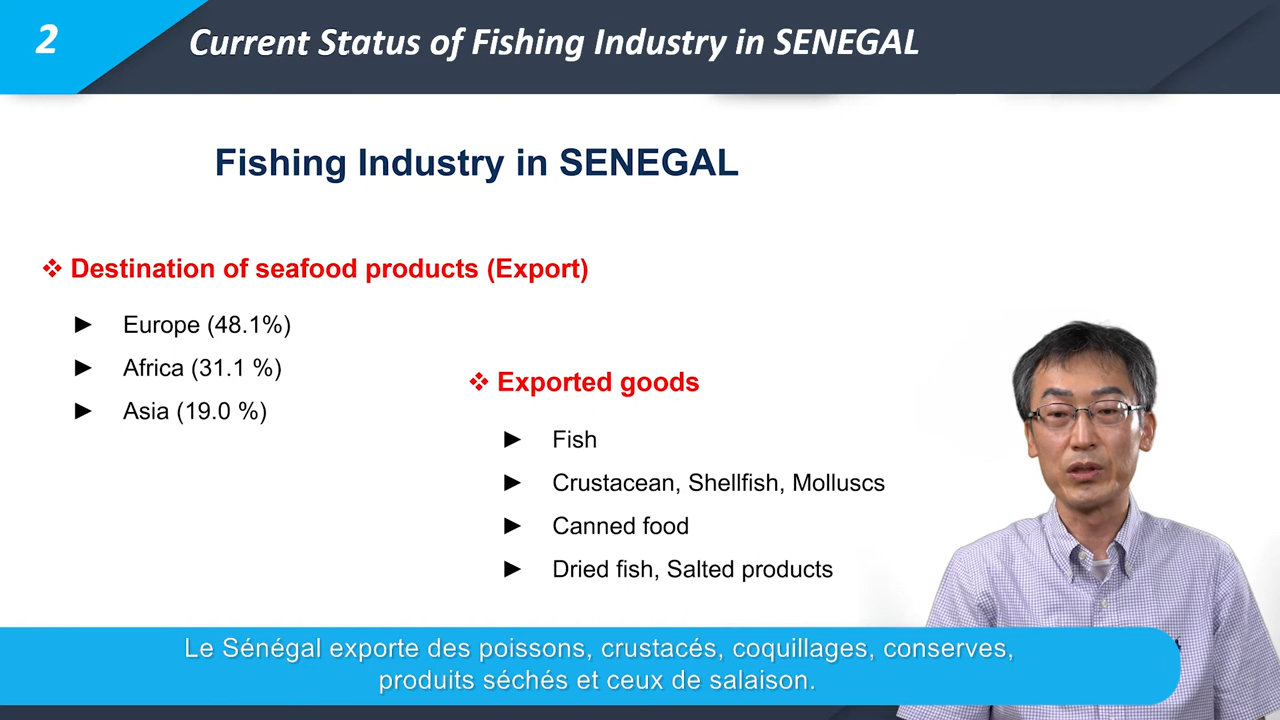 2
Current Status of Fishing Industry in SENEGAL
Fishing Industry in SENEGAL
❖ Destination of seafood products (Export)
► Europe (48.1%)
► Africa (31.1 %)
► Asia (19.0 %)
❖ Exported goods
► Fish
► Crustacean, Shellfish, Molluscs
► Canned food
► Dried fish, Salted products
Le Sénégal exporte des poissons, crustacés, coquillages, conserves,
produits séchés et ceux de salaison.